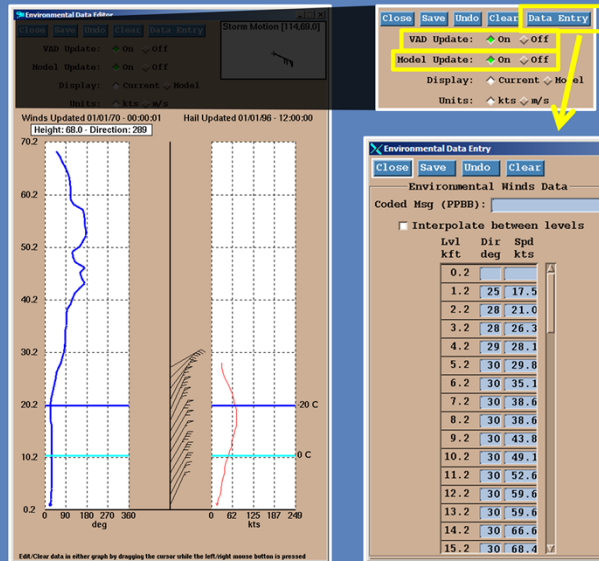 Environmental Data Editor
Close Save Undo Clear Data Entry
VAD Update: On Off
Model Update: On Off
Display: Current Model
Units: kts m/s
Storm Motion [114,69.0]
Winds Updated 01/01/70 - 00:00:01
Hail Updated 01/01/96 - 12:00:00
Height: 68.0 - Direction: 289
70.2
60.2
50.2
40.2
30.2
20.2
10.2
0.2
0 90 180 270 360
deg
-20 C
0 C
0 62 125 187 249
kts
Edit/Clear data in either graph by dragging the cursor while the left/right mouse button is pressed
Close Save Undo Clear Data Entry
VAD Update: On Off
Model Update: On Off
Display: Current Model
Units: kts m/s
Environmental Data Entry
Close Save Undo Clear
Environmental Winds Data
Coded Msg (PPBB):
Interpolate between levels
Lvl Dir Spd
kft deg kts
0.2
1.2 25 17.5
2.2 28 21.0
3.2 28 26.3
4.2 29 28.1
5.2 30 29.8
6.2 30 35.1
7.2 30 38.6
8.2 30 38.6
9.2 30 43.8
10.2 30 49.1
11.2 30 52.6
12.2 30 59.6
13.2 30 59.6
14.2 30 66.6
15.2 30 68.4